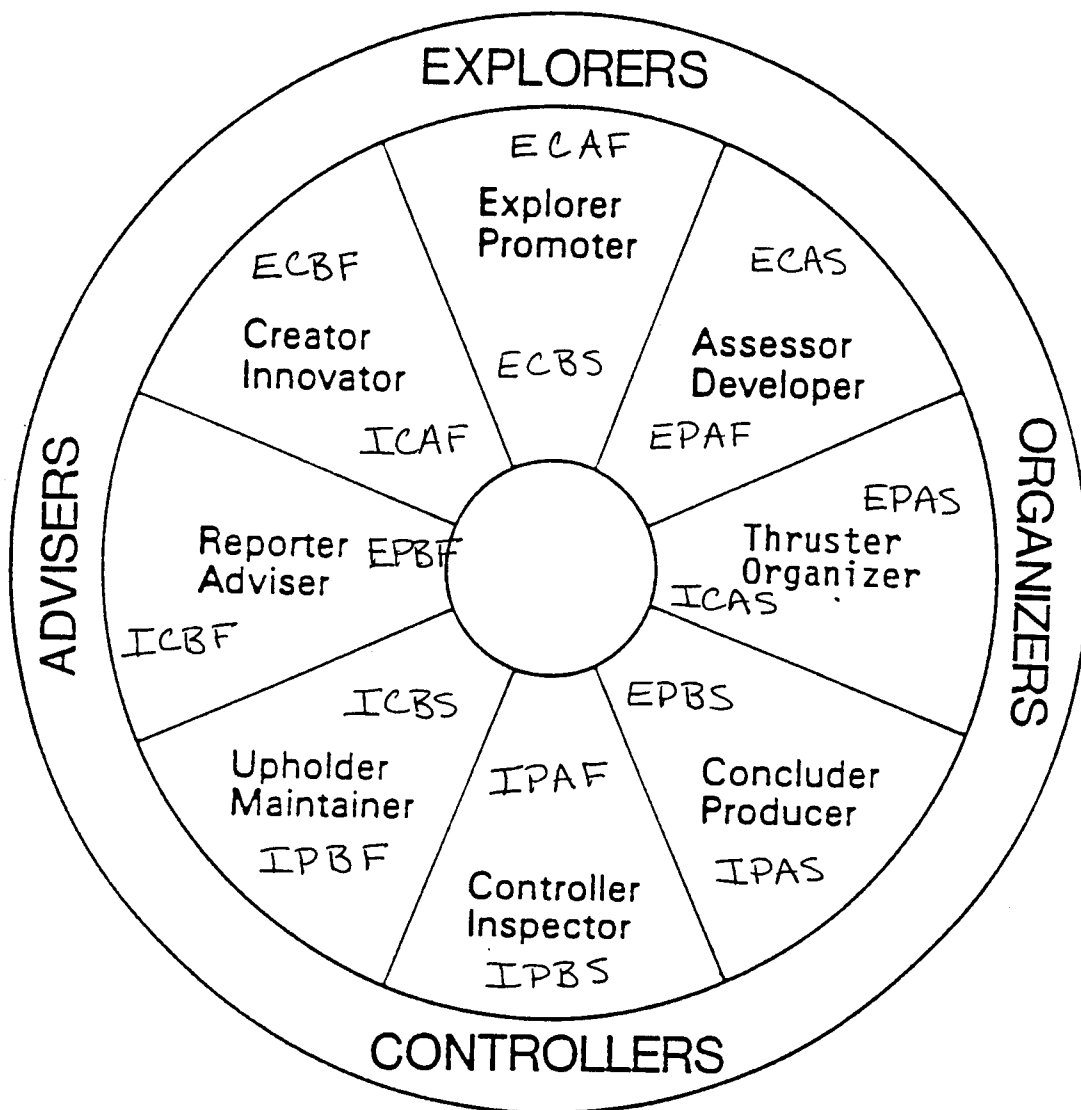 EXPLORERS
ECAF
Explorer
Promoter
ECBS
ECAS
Assessor
Developer
EPAF
ORGANIZERS
EPAS
Thruster
Organizer
ICAS
EPBS
Concluder
Producer
IPAS
CONTROLLERS
IPAF
Controller
Inspector
IPBS
ICBS
Upholder
Maintainer
IPBF
ADVISERS
Reporter
Adviser
EPBF
ICBF
ECBF
Creator
Innovator
ICAF